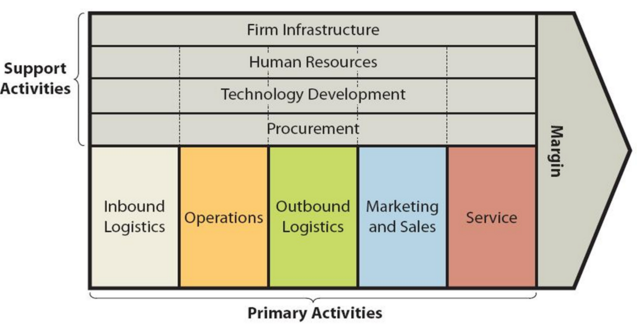 Support
Activities
Firm Infrastructure
Human Resources
Technology Development
Procurement
Inbound
Logistics
Operations
Outbound
Logistics
Marketing
and Sales
Service
Margin
Primary Activities